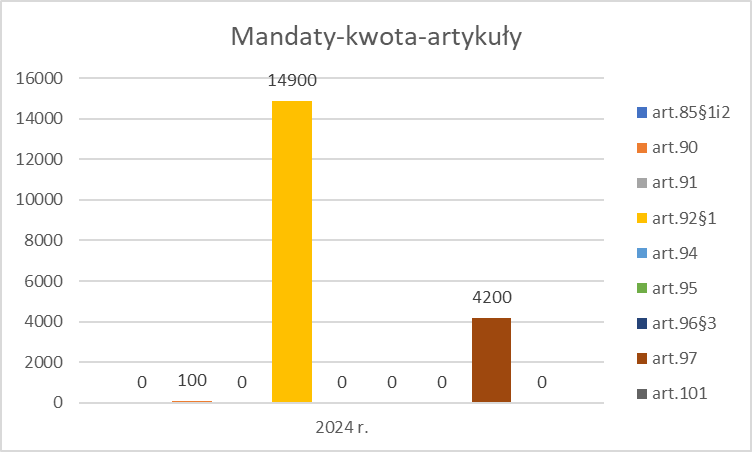 Mandaty-kwota-artykuły
16000
14000
12000
10000
8000
6000
4000
2000
0
0
100
0
14900
0
0
0
4200
0
2024 r.
art.85§1i2
art.90
art.91
art.92§1
art.94
art.95
art.96§3
art.97
art.101